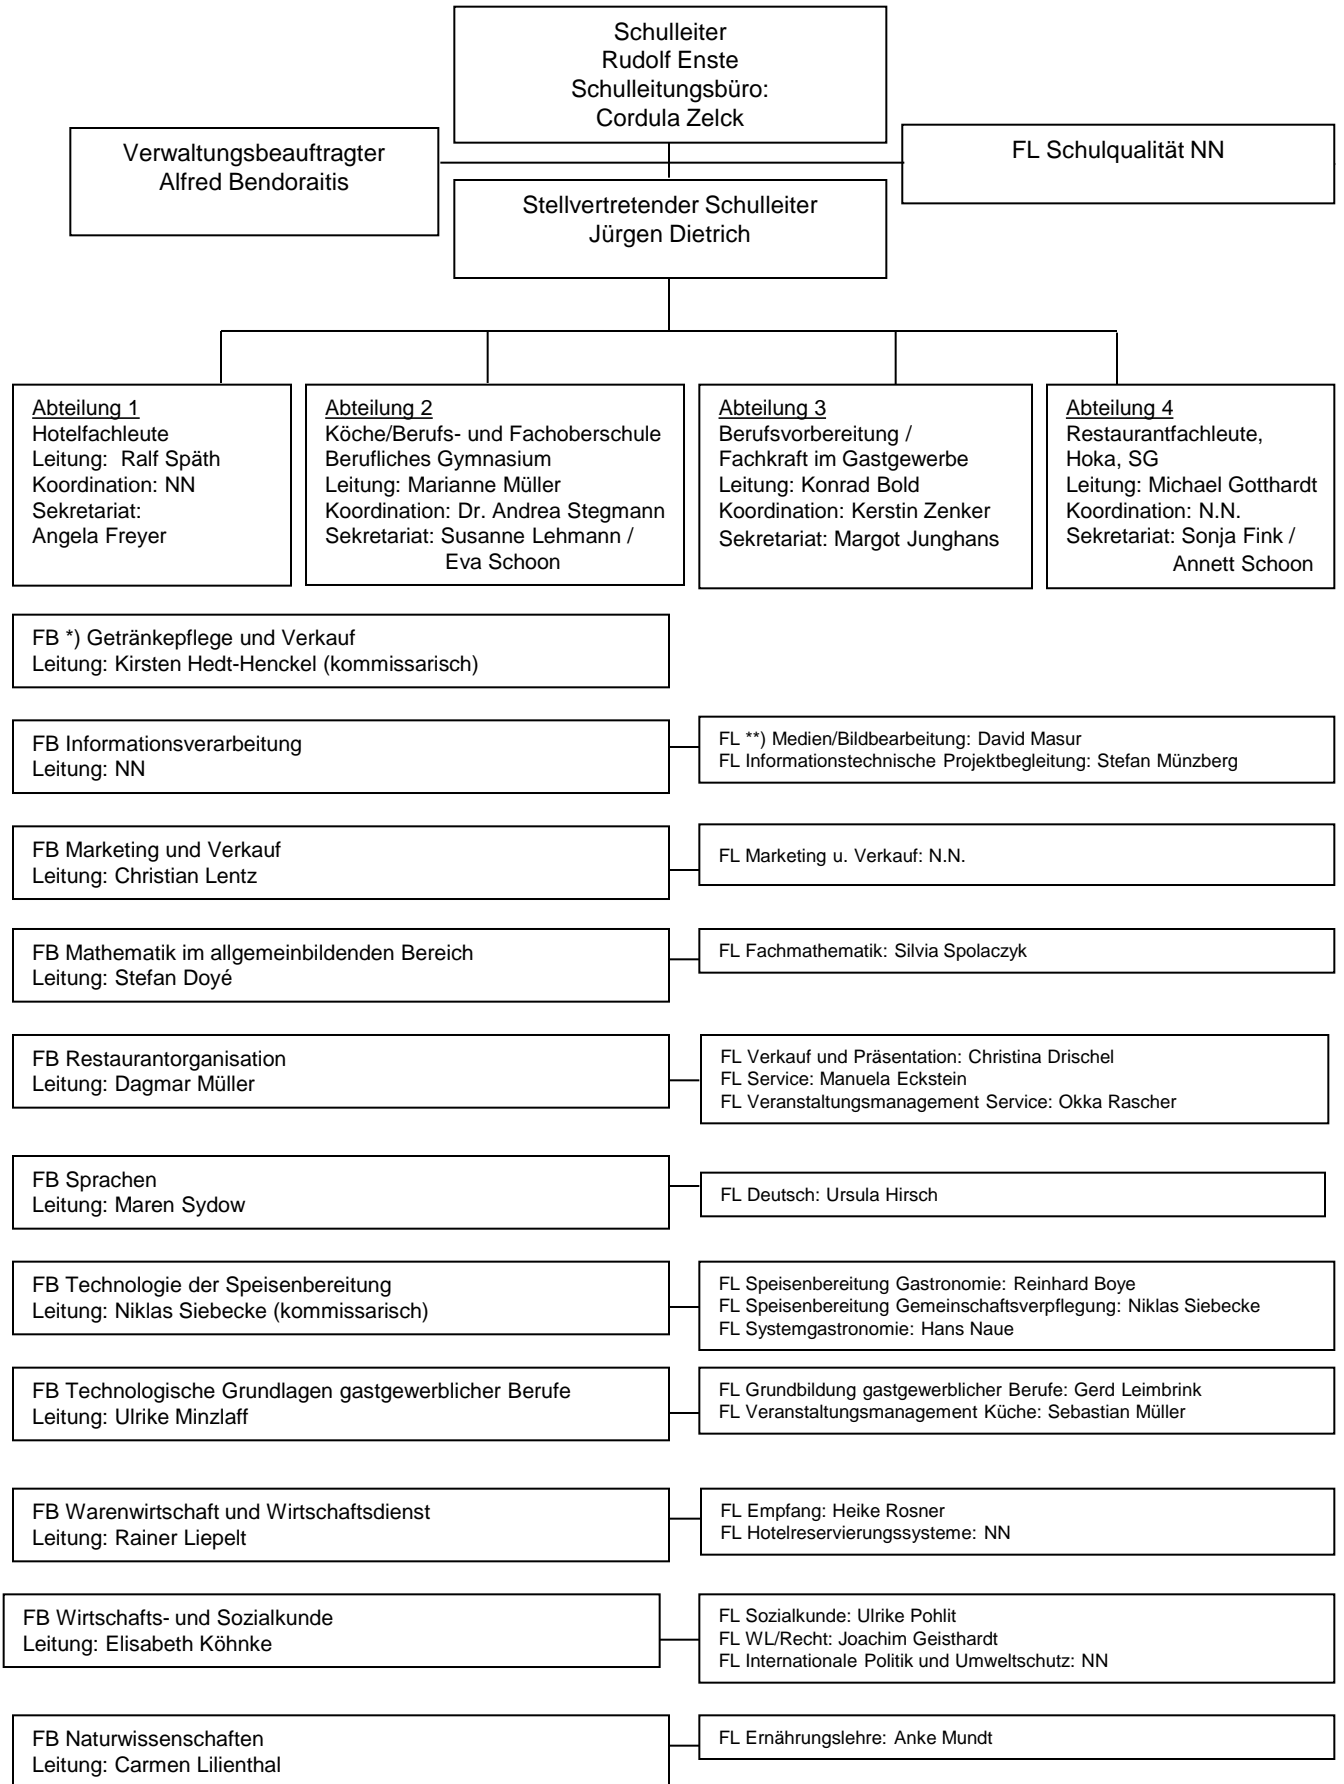 Schulleiter
Rudolf Enste
Schulleitungsbüro:
Cordula Zelck
Verwaltungsbeauftragter
Alfred Bendoraitis
FL Schulqualität NN
Stellvertretender Schulleiter
Jürgen Dietrich
Abteilung 1
Hotelfachleute
Leitung: Ralf Späth
Koordination: NN
Sekretariat:
Angela Freyer
Abteilung 2
Köche/Berufs- und Fachoberschule
Berufliches Gymnasium
Leitung: Marianne Müller
Koordination: Dr. Andrea Stegmann
Sekretariat: Susanne Lehmann /
Eva Schoon
Abteilung 3
Berufsvorbereitung /
Fachkraft im Gastgewerbe
Leitung: Konrad Bold
Koordination: Kerstin Zenker
Sekretariat: Margot Junghans
Abteilung 4
Restaurantfachleute,
Hoka, SG
Leitung: Michael Gotthardt
Koordination: N.N.
Sekretariat: Sonja Fink /
Annett Schoon
FB *) Getränkepflege und Verkauf
Leitung: Kirsten Hedt-Henckel (kommissarisch)
FB Informationsverarbeitung
Leitung: NN
FL **) Medien/Bildbearbeitung: David Masur
FL Informationstechnische Projektbegleitung: Stefan Münzberg
FB Marketing und Verkauf
Leitung: Christian Lentz
FL Marketing u. Verkauf: N.N.
FB Mathematik im allgemeinbildenden Bereich
Leitung: Stefan Doyé
FL Fachmathematik: Silvia Spolaczyk
FB Restaurantorganisation
Leitung: Dagmar Müller
FL Verkauf und Präsentation: Christina Drischel
FL Service: Manuela Eckstein
FL Veranstaltungsmanagement Service: Okka Rascher
FB Sprachen
Leitung: Maren Sydow
FL Deutsch: Ursula Hirsch
FB Technologie der Speisenbereitung
Leitung: Niklas Siebecke (kommissarisch)
FL Speisenbereitung Gastronomie: Reinhard Boye
FL Speisenbereitung Gemeinschaftsverpflegung: Niklas Siebecke
FL Systemgastronomie: Hans Naue
FB Technologische Grundlagen gastgewerblicher Berufe
Leitung: Ulrike Minzlaff
FL Grundbildung gastgewerblicher Berufe: Gerd Leimbrink
FL Veranstaltungsmanagement Küche: Sebastian Müller
FB Warenwirtschaft und Wirtschaftsdienst
Leitung: Rainer Liepelt
FL Empfang: Heike Rosner
FL Hotelreservierungssysteme: NN
FB Wirtschafts- und Sozialkunde
Leitung: Elisabeth Köhnke
FL Sozialkunde: Ulrike Pohlit
FL WL/Recht: Joachim Geisthardt
FL Internationale Politik und Umweltschutz: NN
FB Naturwissenschaften
Leitung: Carmen Lilienthal
FL Ernährungslehre: Anke Mundt